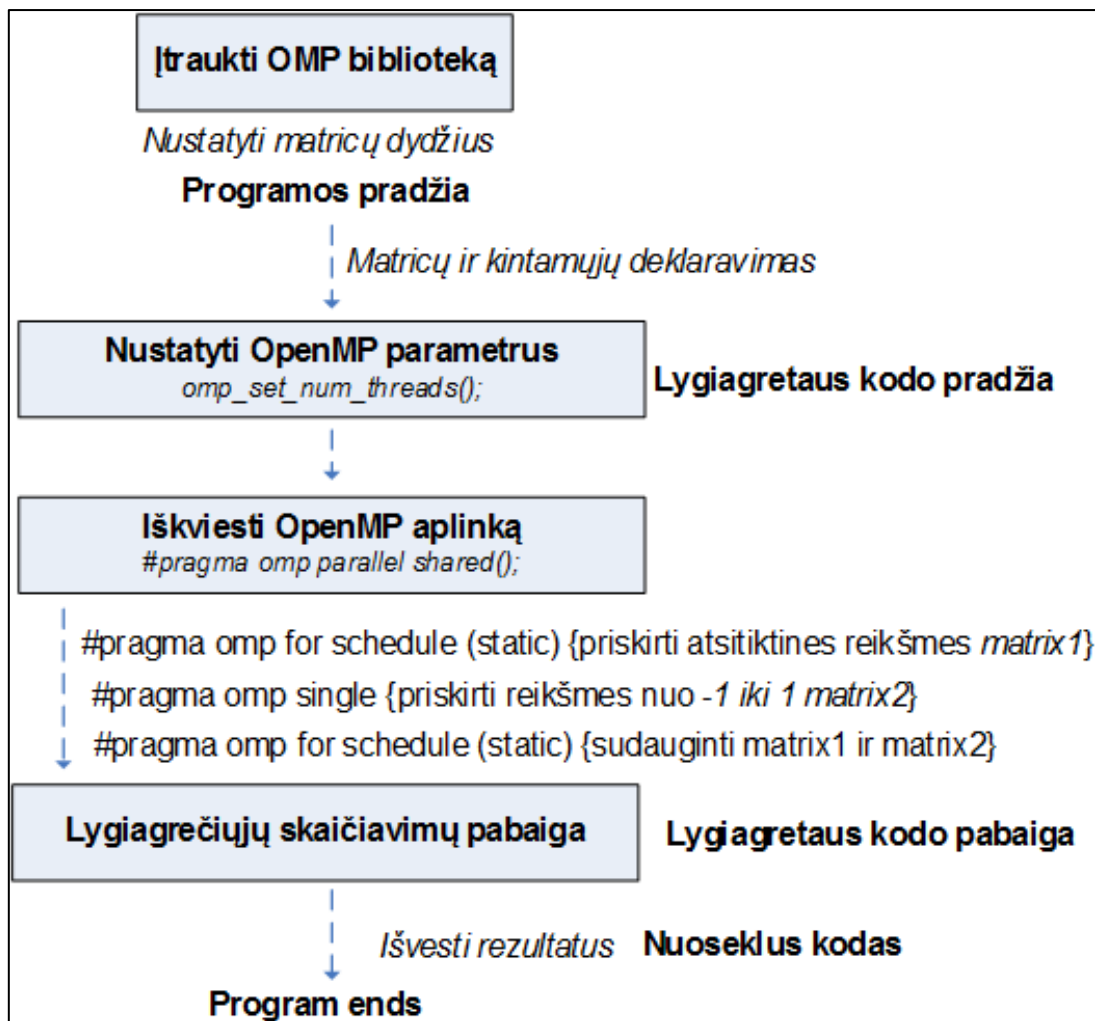 Įtraukti OMP biblioteką
Nustatyti matricų dydžius
Programos pradžia
Matricų ir kintamųjų deklaravimas
Nustatyti OpenMP parametrus
omp_set_num_threads();
Lygiagretaus kodo pradžia
Iškviesti OpenMP aplinką
#pragma omp parallel shared();
#pragma omp for schedule (static) {priskirti atsitiktines reikšmes matrix1}
#pragma omp single {priskirti reikšmes nuo -1 iki 1 matrix2}
#pragma omp for schedule (static) {sudauginti matrix1 ir matrix2}
Lygiagrečiųjų skaičiavimų pabaiga
Lygiagretaus kodo pabaiga
Išvesti rezultatus Nuoseklus kodas
Program ends